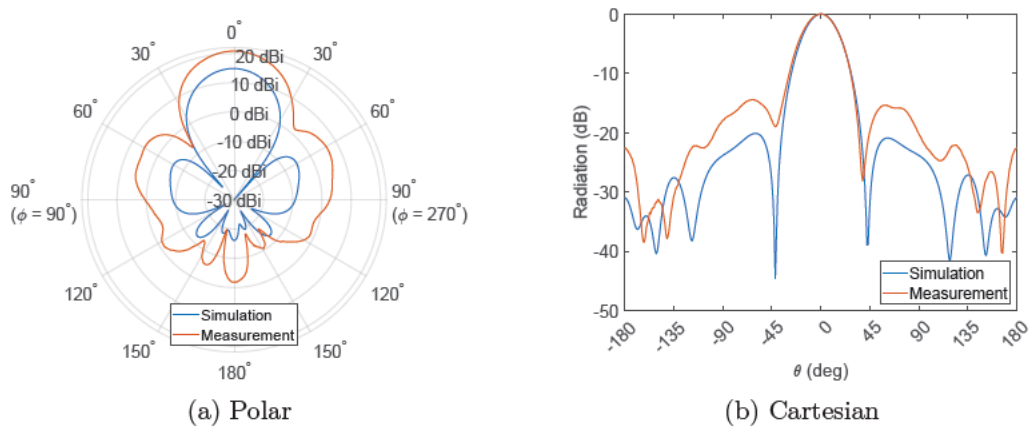 0°
30°
30°
60°
60°
90°
(ϕ = 90°)
90°
(ϕ = 270°)
120°
120°
150°
150°
180°
20 dBi
10 dBi
0 dBi
-10 dBi
-20 dBi
-30 dBi
Simulation
Measurement
(a) Polar
Radiation (dB)
0
-10
-20
-30
-40
-50
-180
-135
-90
-45
0
45
90
135
180
θ (deg)
Simulation
Measurement
(b) Cartesian